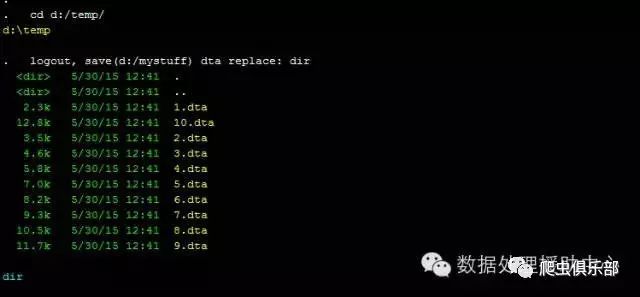 .
.   cd d:/temp/
d:\temp
.   logout, save(d:/mystuff) dta replace: dir
<dir>   5/30/15 12:41  .
<dir>   5/30/15 12:41  ..
2.3k   5/30/15 12:41  1.dta
12.8k   5/30/15 12:41  10.dta
3.5k   5/30/15 12:41  2.dta
4.6k   5/30/15 12:41  3.dta
5.8k   5/30/15 12:41  4.dta
7.0k   5/30/15 12:41  5.dta
8.2k   5/30/15 12:41  6.dta
9.3k   5/30/15 12:41  7.dta
10.5k   5/30/15 12:41  8.dta
11.7k   5/30/15 12:41  9.dta
数据处理援助中心
爬虫俱乐部
dir